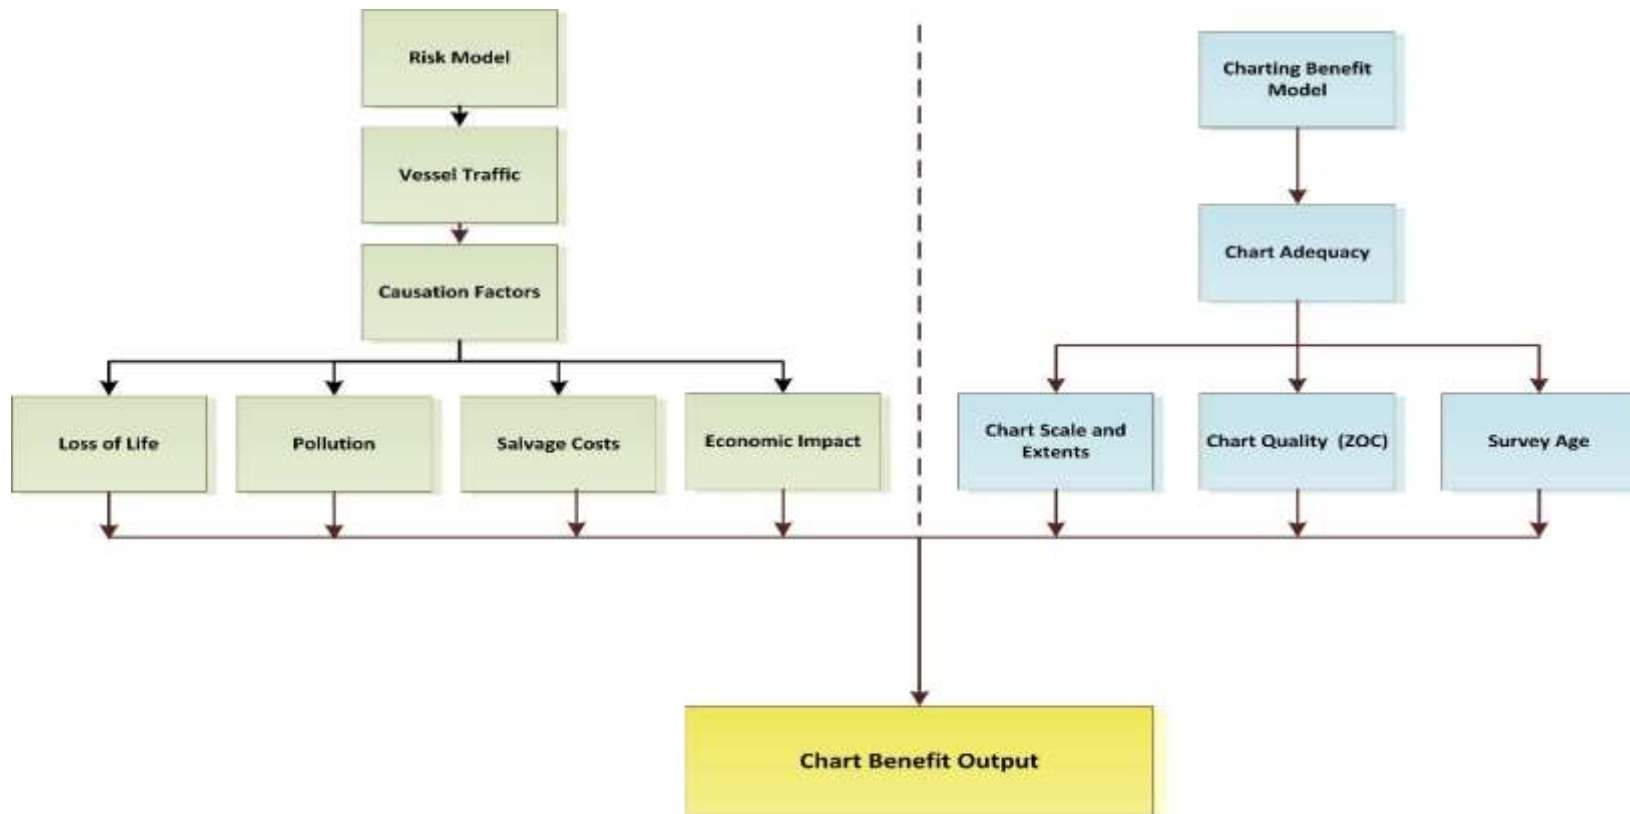 Risk Model
Charting Benefit
Model
Vessel Traffic
Chart Adequacy
Causation Factors
Loss of Life
Pollution
Salvage Costs
Economic Impact
Chart Scale and
Extents
Chart Quality (ZOC)
Survey Age
Chart Benefit Output